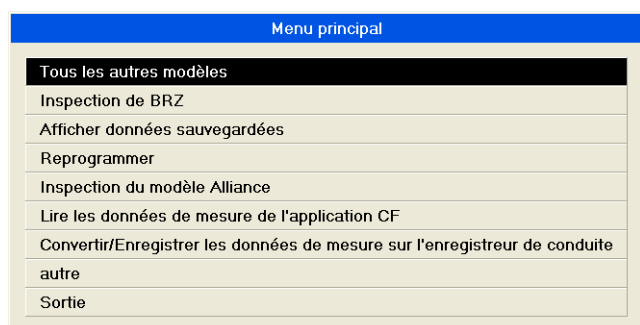 Menu principal
Tous les autres modèles
Inspection de BRZ
Afficher données sauvegardées
Reprogrammer
Inspection du modèle Alliance
Lire les données de mesure de l'application CF
Convertir/Enregistrer les données de mesure sur l'enregistreur de conduite
autre
Sortie